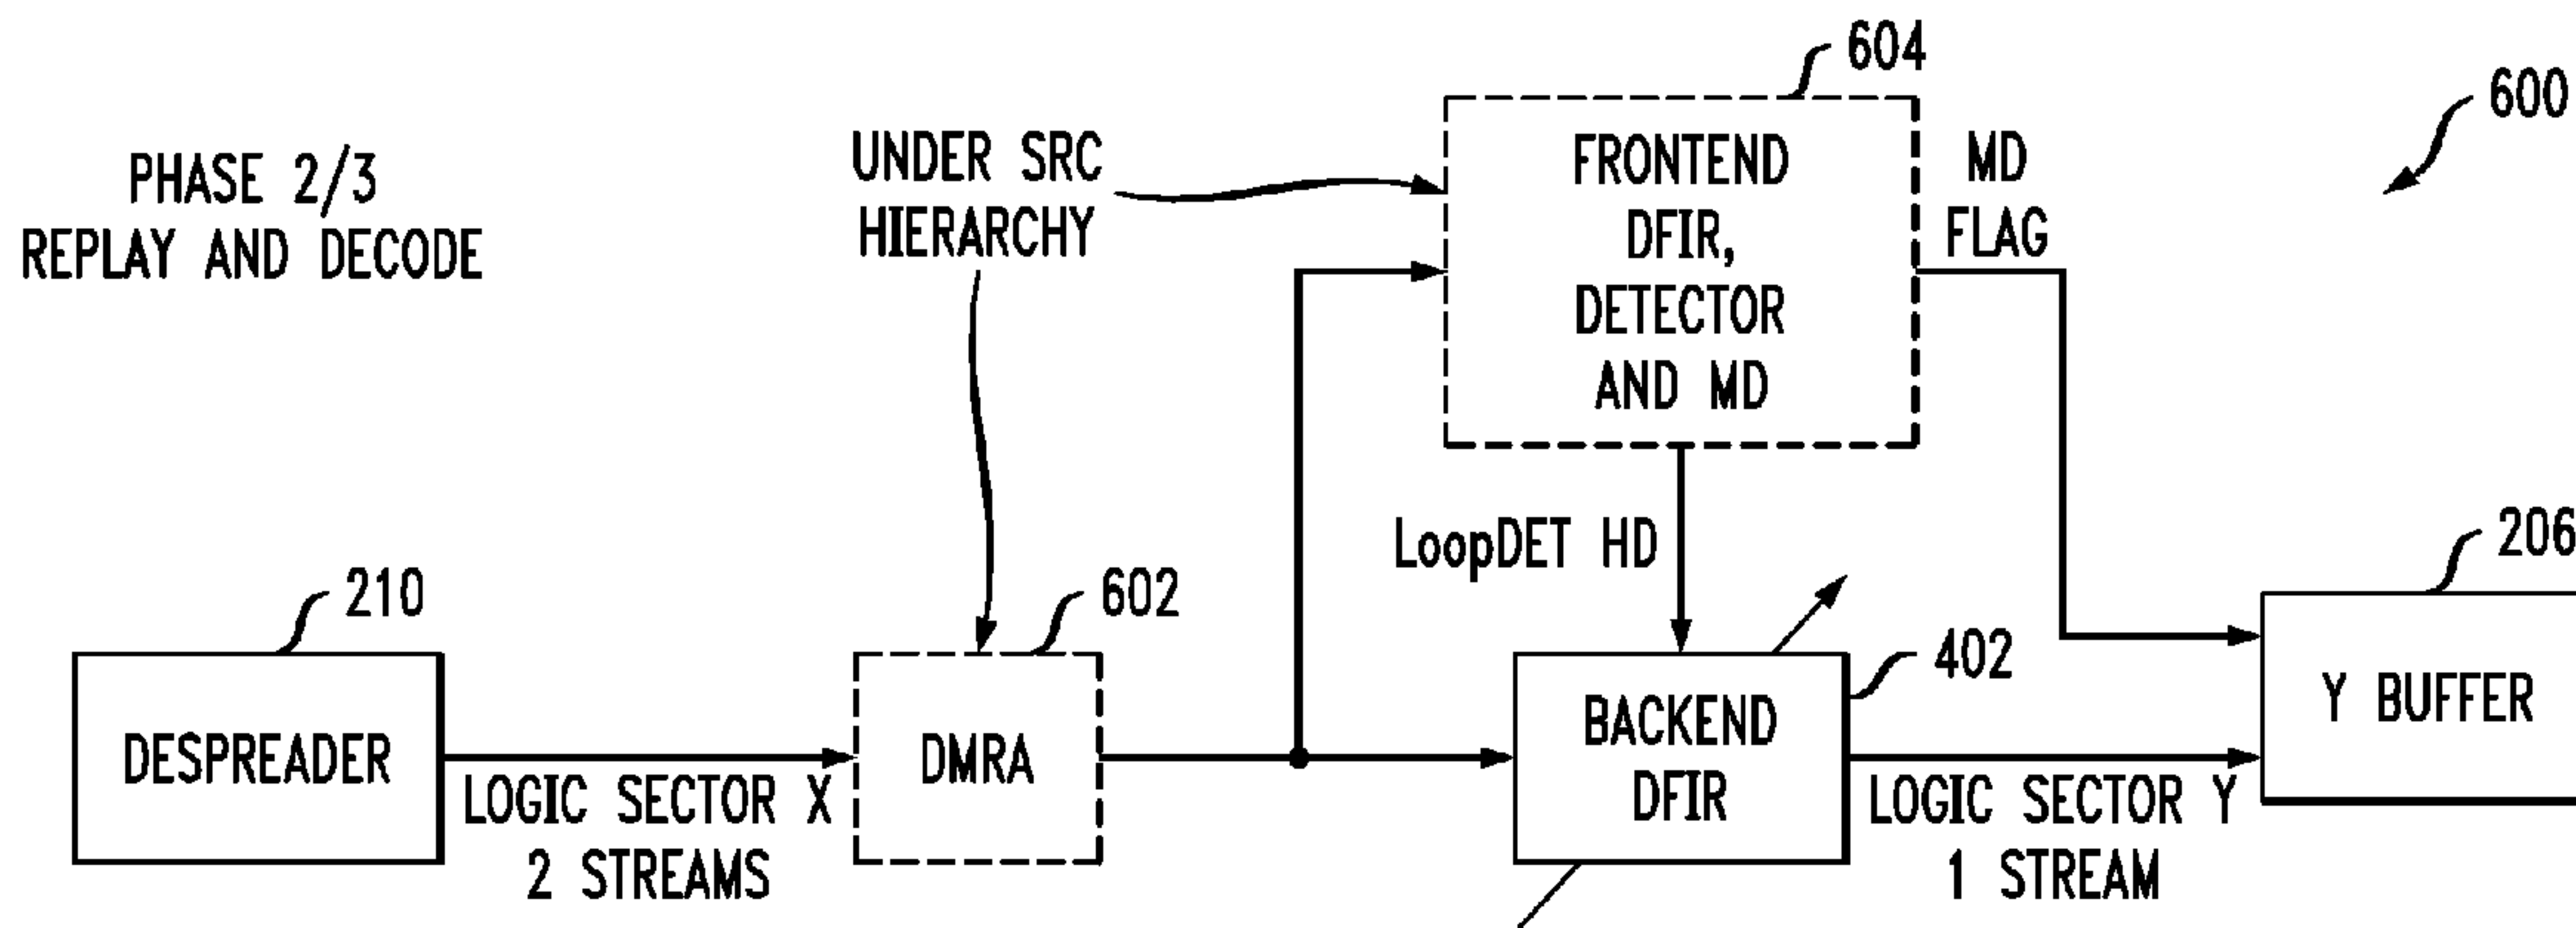 PHASE 2/3
REPLAY AND DECODE
UNDER SRC
HIERARCHY
604
600
FRONTEND
DFIR,
DETECTOR
AND MD
MD
FLAG
LoopDET HD
206
210
602
402
DESPREADER
LOGIC SECTOR X
2 STREAMS
DMRA
BACKEND
DFIR
LOGIC SECTOR Y
1 STREAM
Y BUFFER